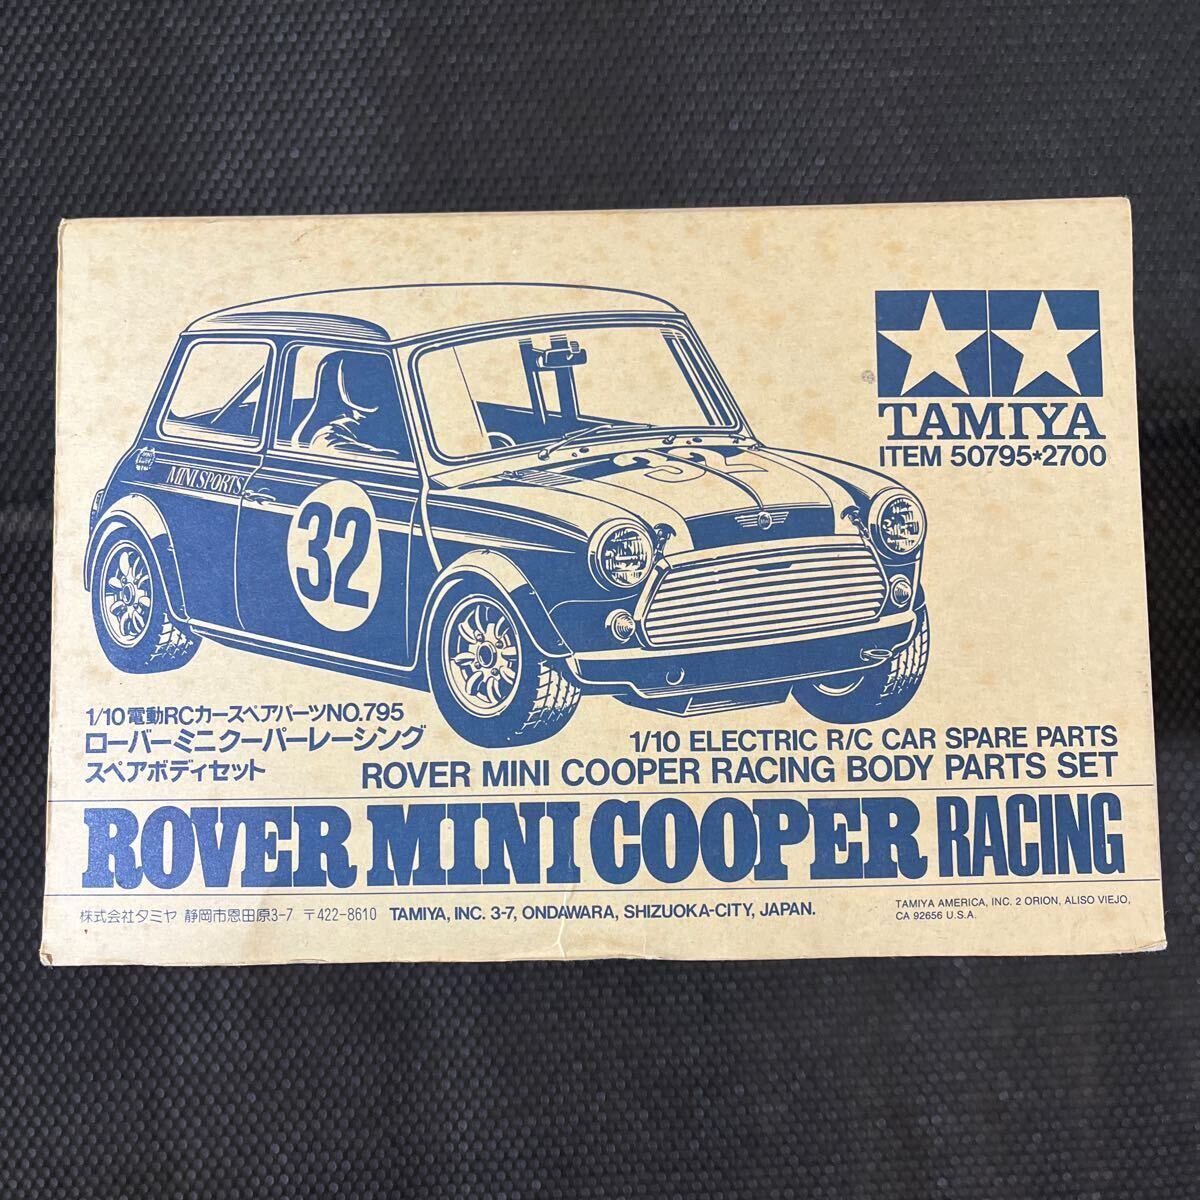 TAMIYA
ITEM 50795*2700
MINI SPORTS
32
32
MINI
1/10電動RCカースペアパーツNO.795
ローバーミニクーパーレーシング
スペアボディセット
1/10 ELECTRIC R/C CAR SPARE PARTS
ROVER MINI COOPER RACING BODY PARTS SET
ROVER MINI COOPER RACING
株式会社タミヤ 静岡市恩田原3-7 〒422-8610
TAMIYA, INC. 3-7, ONDAWARA, SHIZUOKA-CITY, JAPAN.
TAMIYA AMERICA, INC. 2 ORION, ALISO VIEJO,
CA 92656 U.S.A.